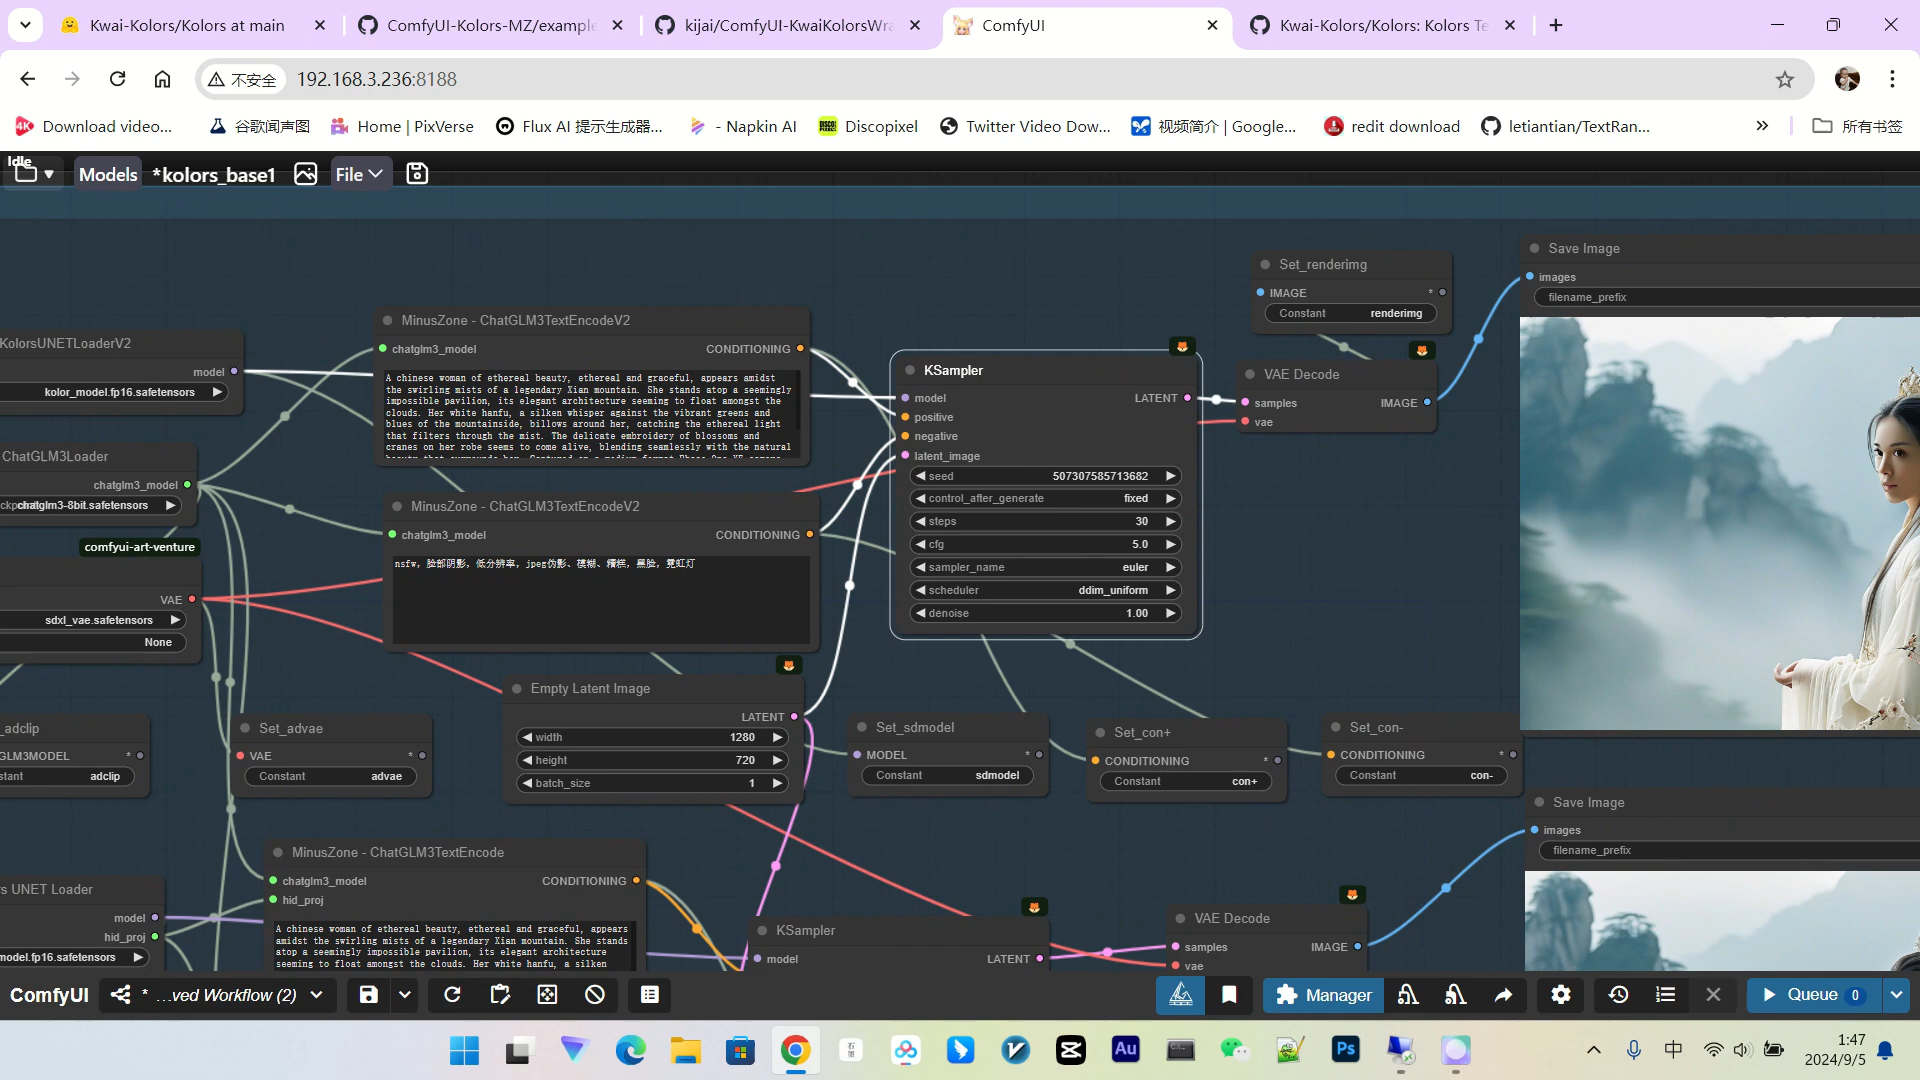 Kwai-Kolors/Kolors at main
ComfyUI-Kolors-MZ/example
kijai/ComfyUI-KwaiKolorsWra
ComfyUI
Kwai-Kolors/Kolors: Kolors Te
不安全
192.168.3.236:8188
Download video...
谷歌闻声图
Home | PixVerse
Flux AI 提示生成器...
- Napkin AI
Discopixel
Twitter Video Dow...
视频简介 | Google...
redit download
letiantian/TextRan...
所有书签
Idle
Models
*kolors_base1
File
KolorsUNETLoaderV2
model
kolor_model.fp16.safetensors
ChatGLM3Loader
chatglm3_model
chatglm3-8bit.safetensors
comfyui-art-venture
VAE
sdxl_vae.safetensors
None
MinusZone - ChatGLM3TextEncodeV2
chatglm3_model
CONDITIONING
A chinese woman of ethereal beauty, ethereal and graceful, appears amidst
the swirling mists of a legendary Xian mountain. She stands atop a seemingly
impossible pavilion, its elegant architecture seeming to float amongst the
clouds. Her white hanfu, a silken whisper against the vibrant greens and
blues of the mountainside, billows around her, catching the ethereal light
that filters through the mist. The delicate embroidery of blossoms and
cranes on her robe seems to come alive, blending seamlessly with the natural
MinusZone - ChatGLM3TextEncodeV2
chatglm3_model
CONDITIONING
nsfw, 脸部阴影, 低分辨率, jpeg伪影、模糊、糟糕, 黑脸, 霓虹灯
KSampler
model
LATENT
positive
negative
latent_image
seed
507307585713682
control_after_generate
fixed
steps
30
cfg
5.0
sampler_name
euler
scheduler
ddim_uniform
denoise
1.00
Set_renderimg
IMAGE
*
Constant
renderimg
VAE Decode
samples
IMAGE
vae
Save Image
images
filename_prefix
Empty Latent Image
LATENT
width
1280
height
720
batch_size
1
_adclip
GLM3MODEL
*
stant
adclip
Set_advae
VAE
*
Constant
advae
Set_sdmodel
MODEL
*
Constant
sdmodel
Set_con+
CONDITIONING
*
Constant
con+
Set_con-
CONDITIONING
*
Constant
con-
Save Image
images
filename_prefix
rs UNET Loader
model
hid_proj
model.fp16.safetensors
MinusZone - ChatGLM3TextEncode
chatglm3_model
CONDITIONING
hid_proj
A chinese woman of ethereal beauty, ethereal and graceful, appears
amidst the swirling mists of a legendary Xian mountain. She stands
atop a seemingly impossible pavilion, its elegant architecture
seeming to float amongst the clouds. Her white hanfu, a silken
KSampler
model
LATENT
VAE Decode
samples
IMAGE
vae
ComfyUI
* ...ved Workflow (2)
Manager
Queue
0
石墨
Au
Ps
中
1:47
2024/9/5